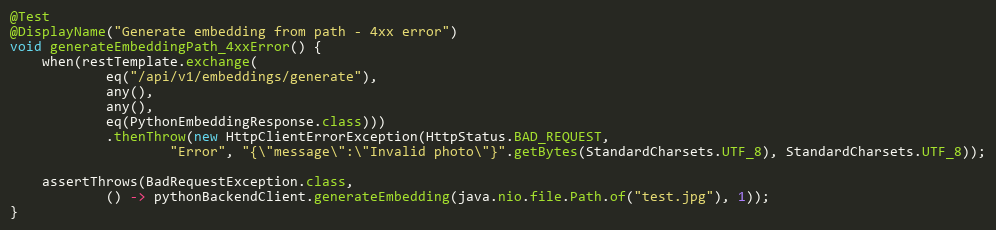 @Test
@DisplayName("Generate embedding from path - 4xx error")
void generateEmbeddingPath_4xxError() {
    when(restTemplate.exchange(
            eq("/api/v1/embeddings/generate"),
            any(),
            any(),
            eq(PythonEmbeddingResponse.class)))
            .thenThrow(new HttpClientErrorException(HttpStatus.BAD_REQUEST,
                    "Error", "{\"message\":\"Invalid photo\"}".getBytes(StandardCharsets.UTF_8), StandardCharsets.UTF_8));

    assertThrows(BadRequestException.class,
            () -> pythonBackendClient.generateEmbedding(java.nio.file.Path.of("test.jpg"), 1));
}